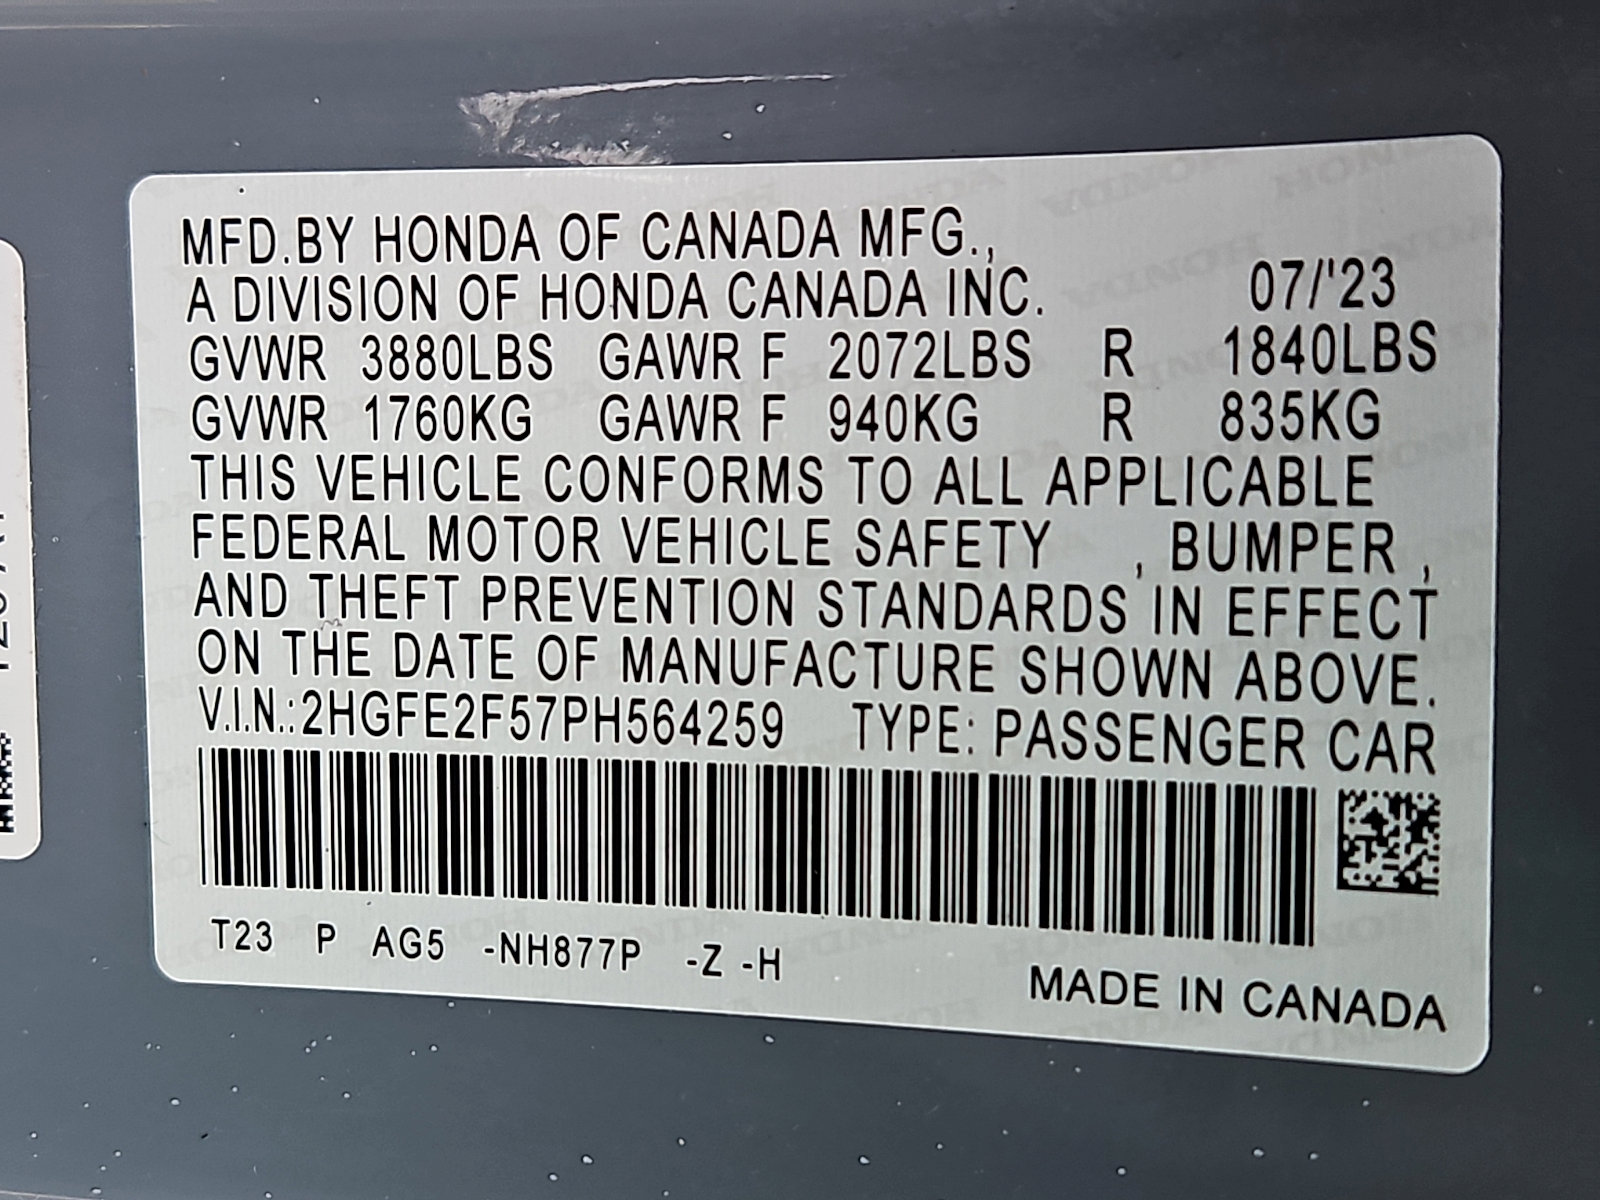 MFD.BY HONDA OF CANADA MFG.,
A DIVISION OF HONDA CANADA INC. 07/'23
GVWR 3880LBS GAWR F 2072LBS R 1840LBS
GVWR 1760KG GAWR F 940KG R 835KG
THIS VEHICLE CONFORMS TO ALL APPLICABLE
FEDERAL MOTOR VEHICLE SAFETY , BUMPER ,
AND THEFT PREVENTION STANDARDS IN EFFECT
ON THE DATE OF MANUFACTURE SHOWN ABOVE.
V.I.N.:2HGFE2F57PH564259 TYPE: PASSENGER CAR
T23 P AG5 -NH877P -Z -H
MADE IN CANADA